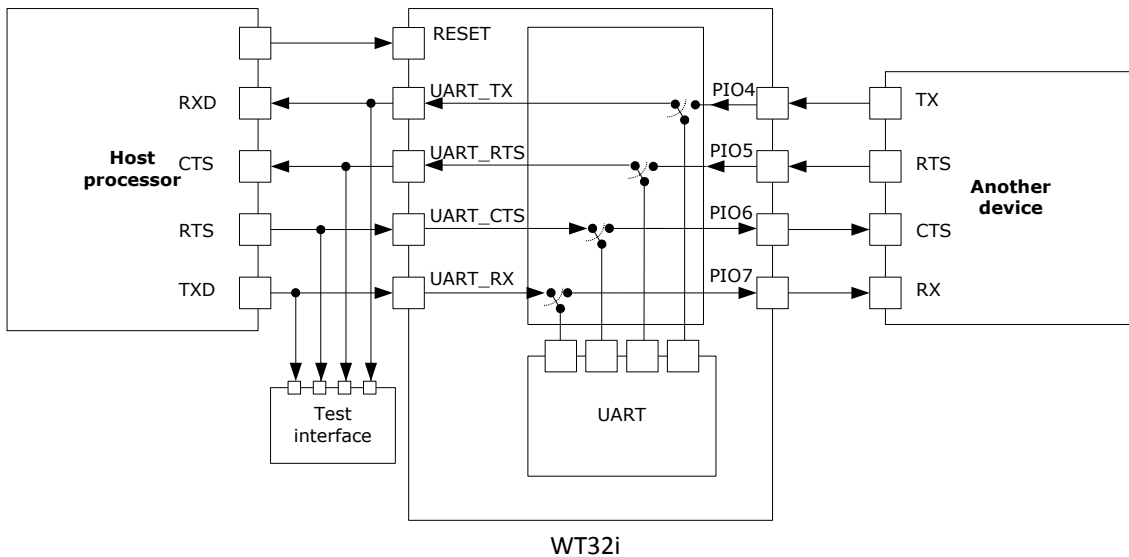 RESET
UART_TX
PIO4
RXD
TX
UART_RTS
PIO5
CTS
RTS
Host
processor
Another
device
UART_CTS
PIO6
RTS
CTS
UART_RX
PIO7
TXD
RX
Test
interface
UART
WT32i